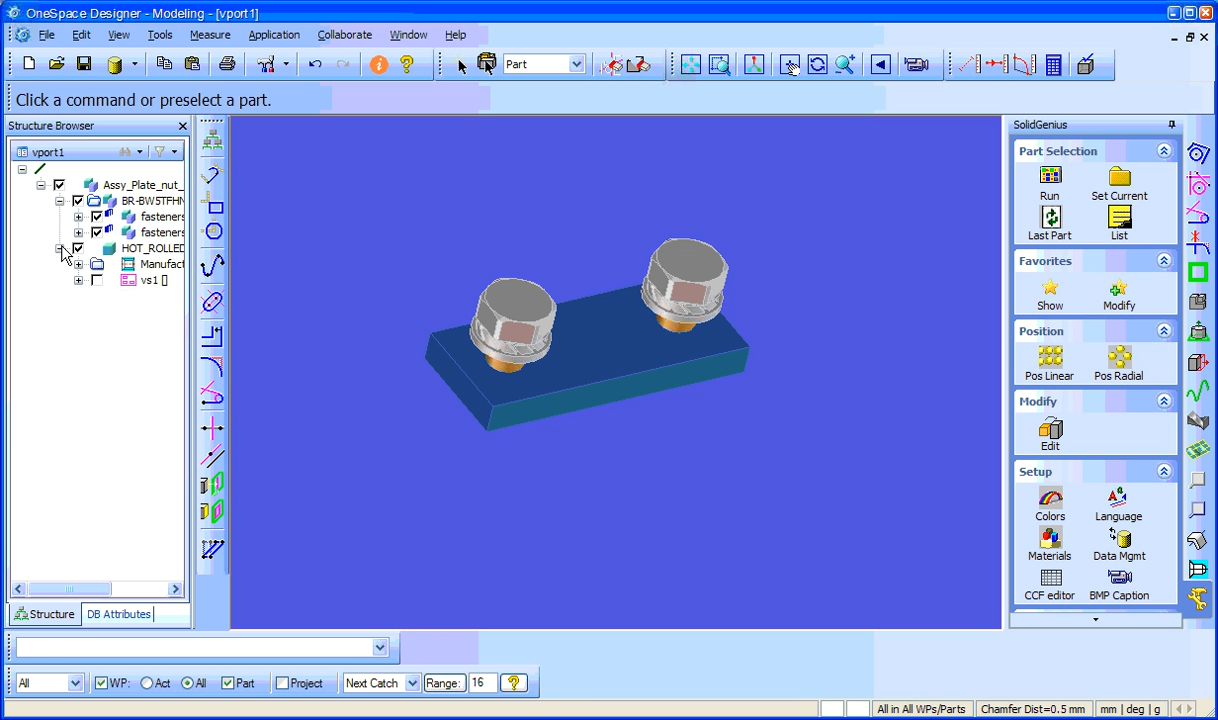 OneSpace Designer - Modeling - [vport1]
File Edit View Tools Measure Application Collaborate Window Help
Part
Click a command or preselect a part.
Structure Browser
vport1
Assy_Plate_nut_
BR-BW5TFHN
fasteners
fasteners
HOT_ROLLED
Manufact
vs1 []
Structure
DB Attributes
SolidGenius
Part Selection
Run
Set Current
Last Part
List
Favorites
Show
Modify
Position
Pos Linear
Pos Radial
Modify
Edit
Setup
Colors
Language
Materials
Data Mgmt
CCF editor
BMP Caption
All WP: Act All Part Project Next Catch Range: 16
All in All WPs/Parts Chamfer Dist=0.5 mm mm | deg | g